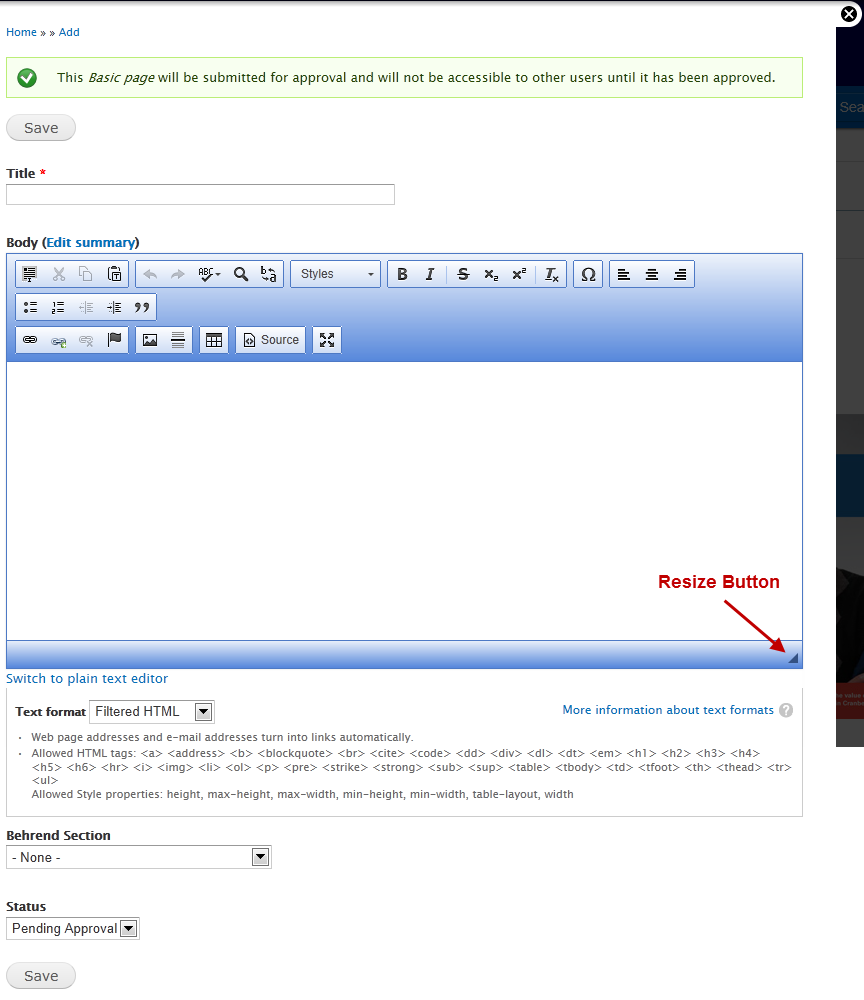 Home » » Add
Sea
This Basic page will be submitted for approval and will not be accessible to other users until it has been approved.
Save
Title *
Body (Edit summary)
ABC
Styles
B I S x₂ x² Tx Ω
Source
Resize Button
Switch to plain text editor
Text format Filtered HTML
More information about text formats ?
Web page addresses and e-mail addresses turn into links automatically.
Allowed HTML tags: <a> <address> <b> <blockquote> <br> <cite> <code> <dd> <div> <dl> <dt> <em> <h1> <h2> <h3> <h4>
<h5> <h6> <hr> <i> <img> <li> <ol> <p> <pre> <strike> <strong> <sub> <sup> <table> <tbody> <td> <tfoot> <th> <thead> <tr>
<ul>
Allowed Style properties: height, max-height, max-width, min-height, min-width, table-layout, width
Behrend Section
- None -
Status
Pending Approval
Save